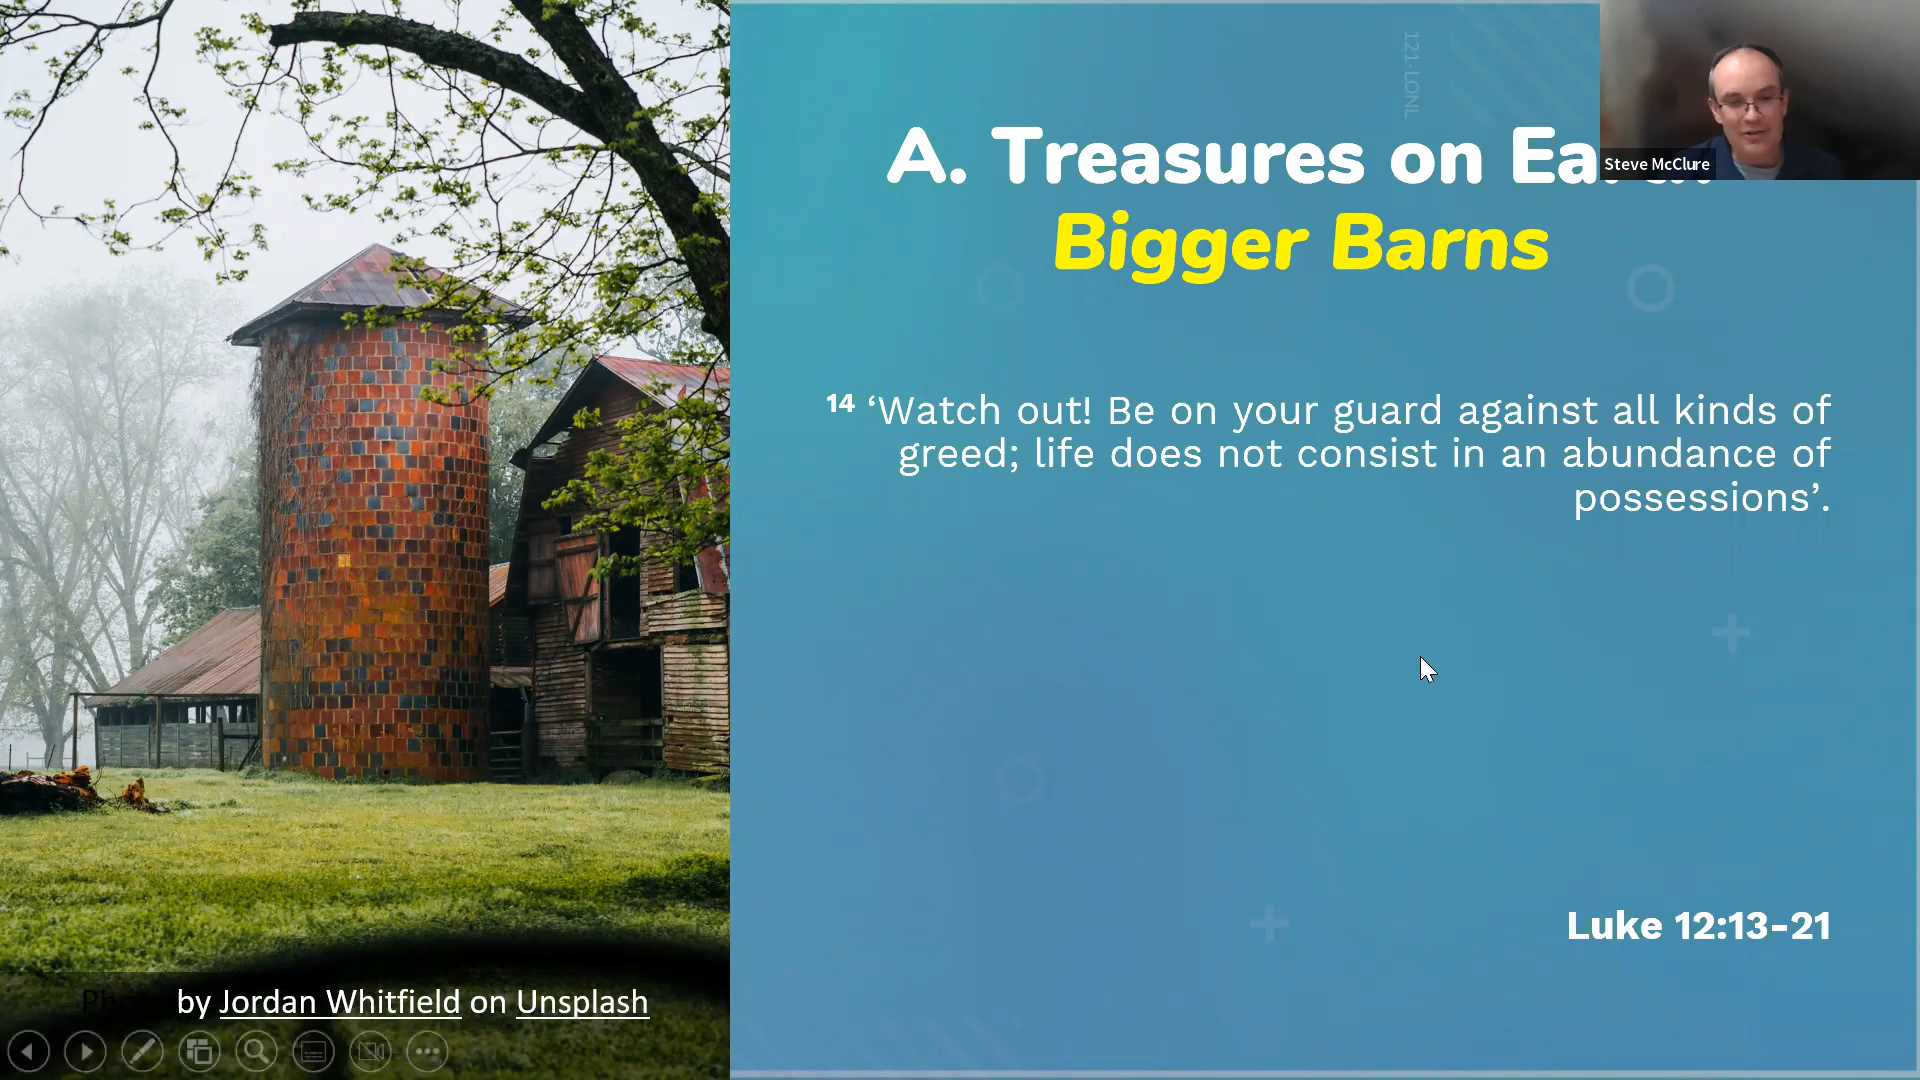 A. Treasures on
Bigger Barns
Steve McClure
14 ‘Watch out! Be on your guard against all kinds of
greed; life does not consist in an abundance of
possessions’.
Luke 12:13-21
by Jordan Whitfield on Unsplash